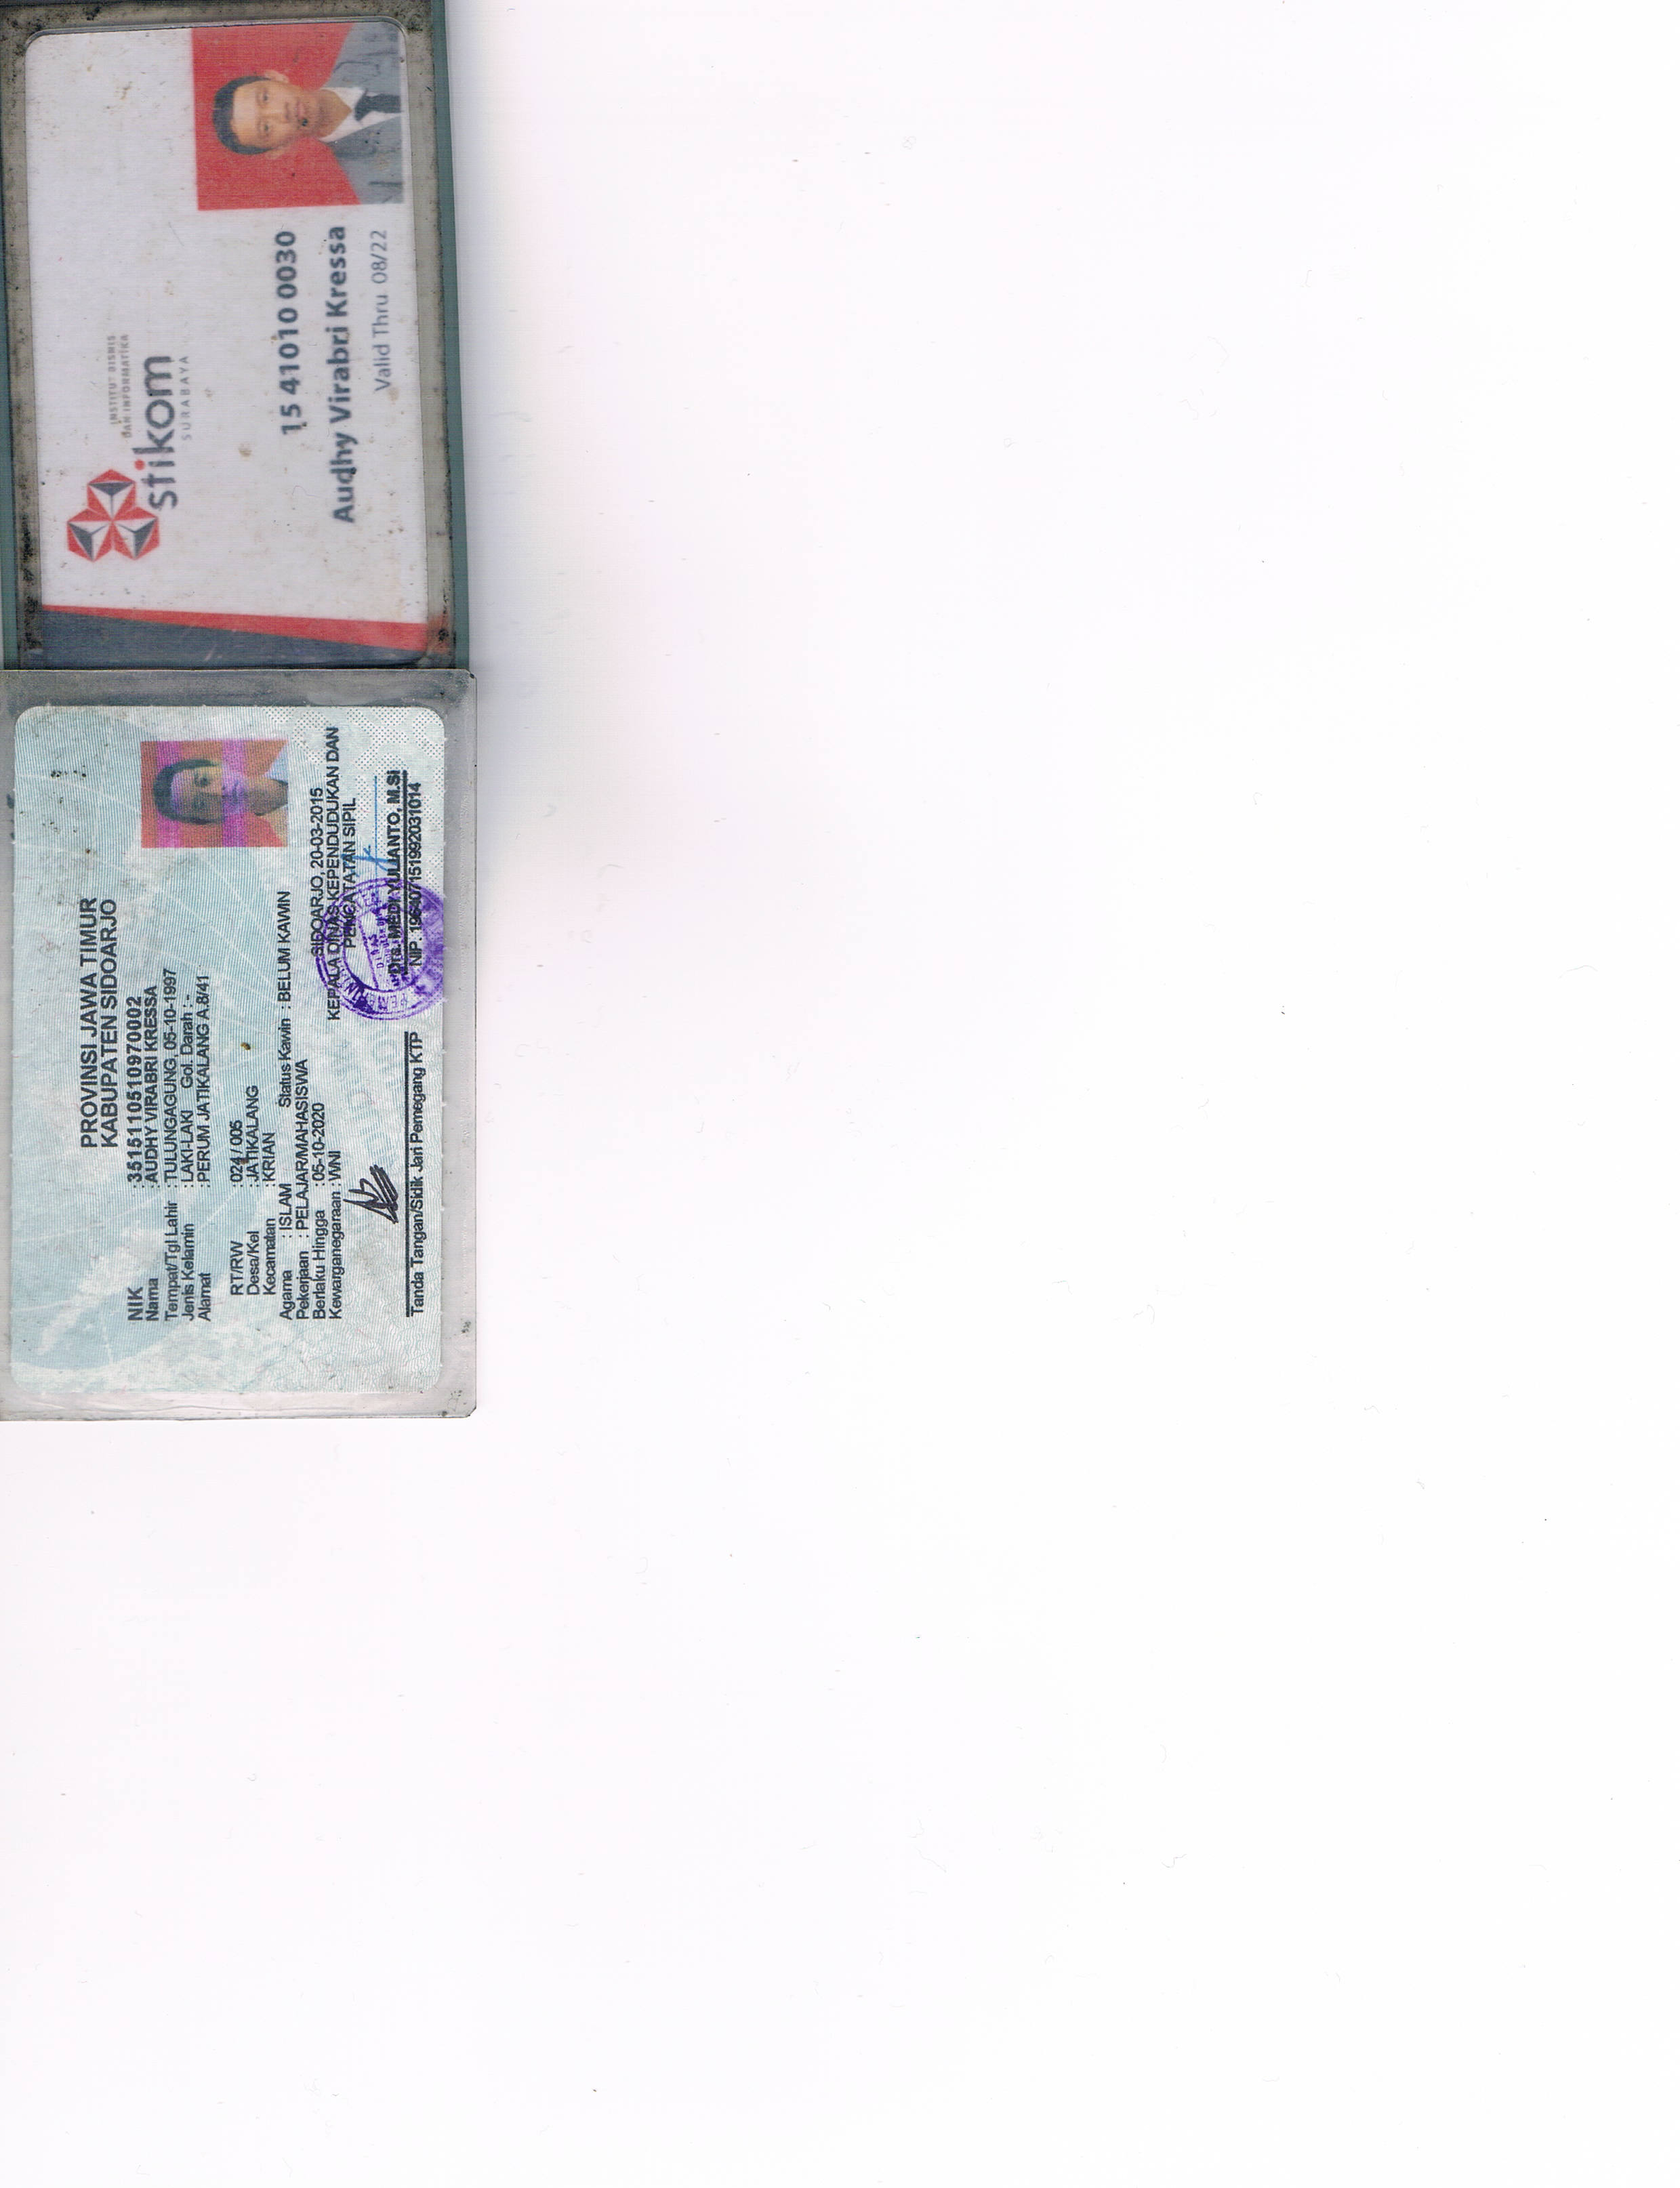 INSTITUT BISNIS
DAN INFORMATIKA
stikom
SURABAYA
15 41010 0030
Audhy Virabri Kressa
Valid Thru 08/22
PROVINSI JAWA TIMUR
KABUPATEN SIDOARJO
NIK : 3515110510970002
Nama : AUDHY VIRABRI KRESSA
Tempat/Tgl Lahir : TULUNGAGUNG, 05-10-1997
Jenis Kelamin : LAKI-LAKI Gol. Darah : -
Alamat : PERUM JATIKALANG A.8/41
RT/RW : 024 / 005
Desa/Kel : JATIKALANG
Kecamatan : KRIAN
Agama : ISLAM Status Kawin : BELUM KAWIN
Pekerjaan : PELAJAR/MAHASISWA
Berlaku Hingga : 05-10-2020
Kewarganegaraan : WNI
SIDOARJO, 20-03-2015
KEPALA DINAS KEPENDUDUKAN DAN
PENCATATAN SIPIL
Drs. MEDI YULIANTO, M.SI
NIP.
Tanda Tangan/Sidik Jari Pemegang KTP